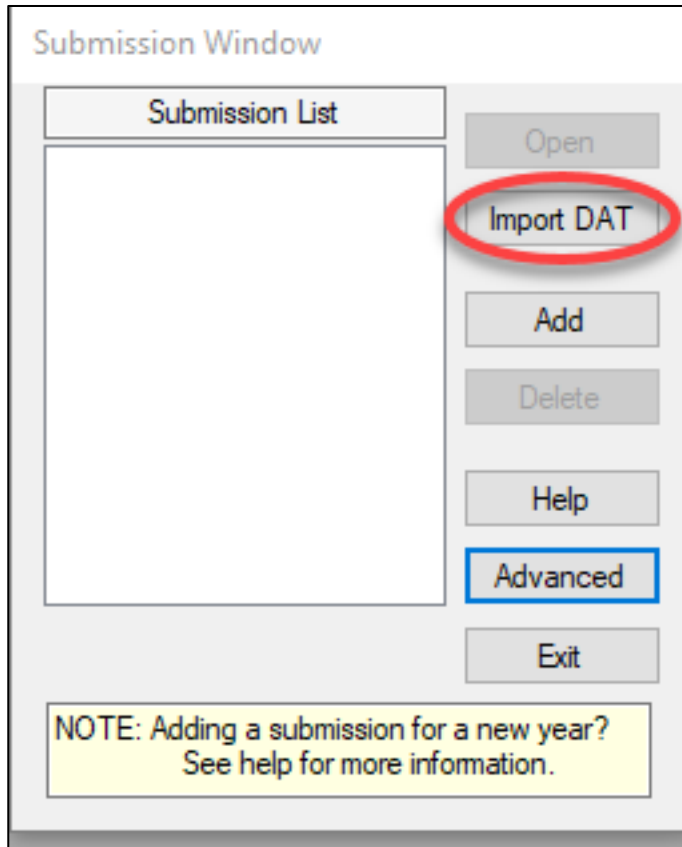 Submission Window
Submission List
Open
Import DAT
Add
Delete
Help
Advanced
Exit
NOTE: Adding a submission for a new year?
See help for more information.